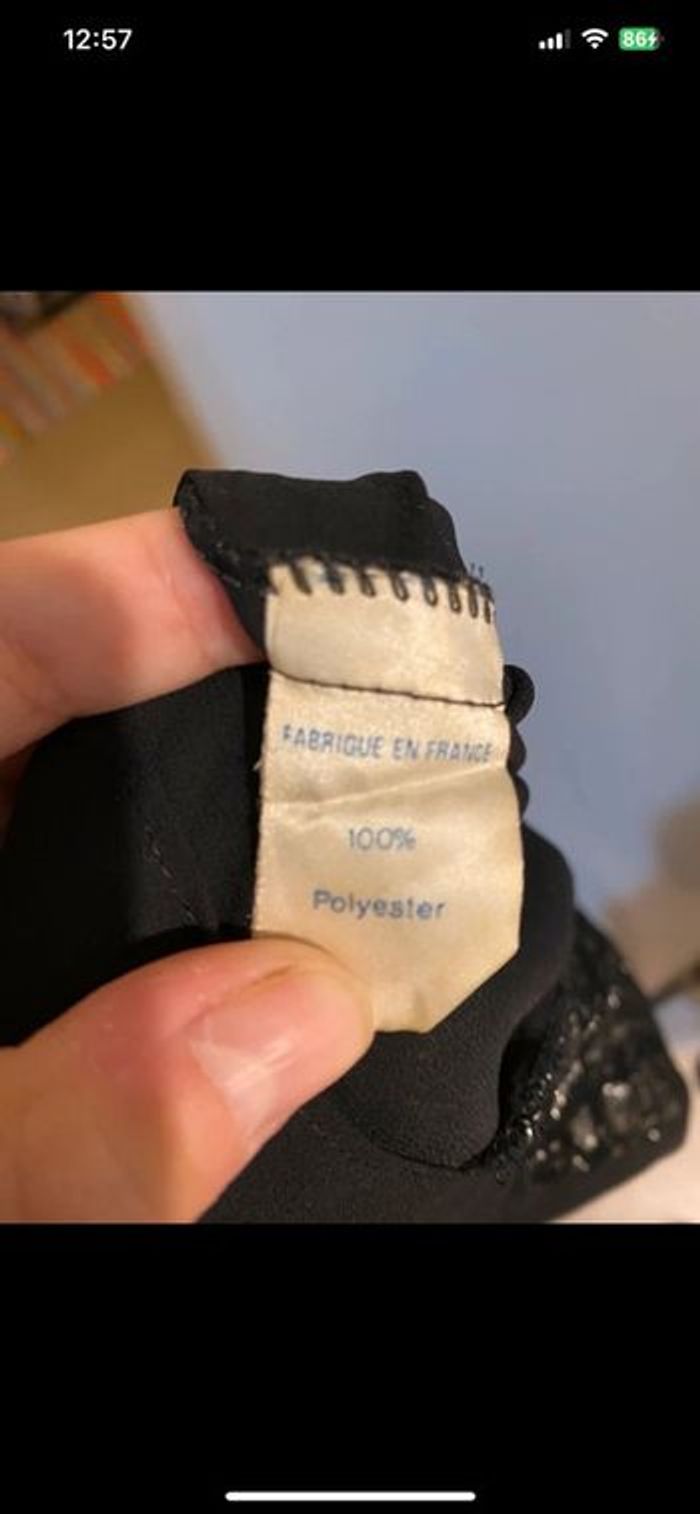 12:57
86
FABRIQUE EN FRANCE
100%
Polyester